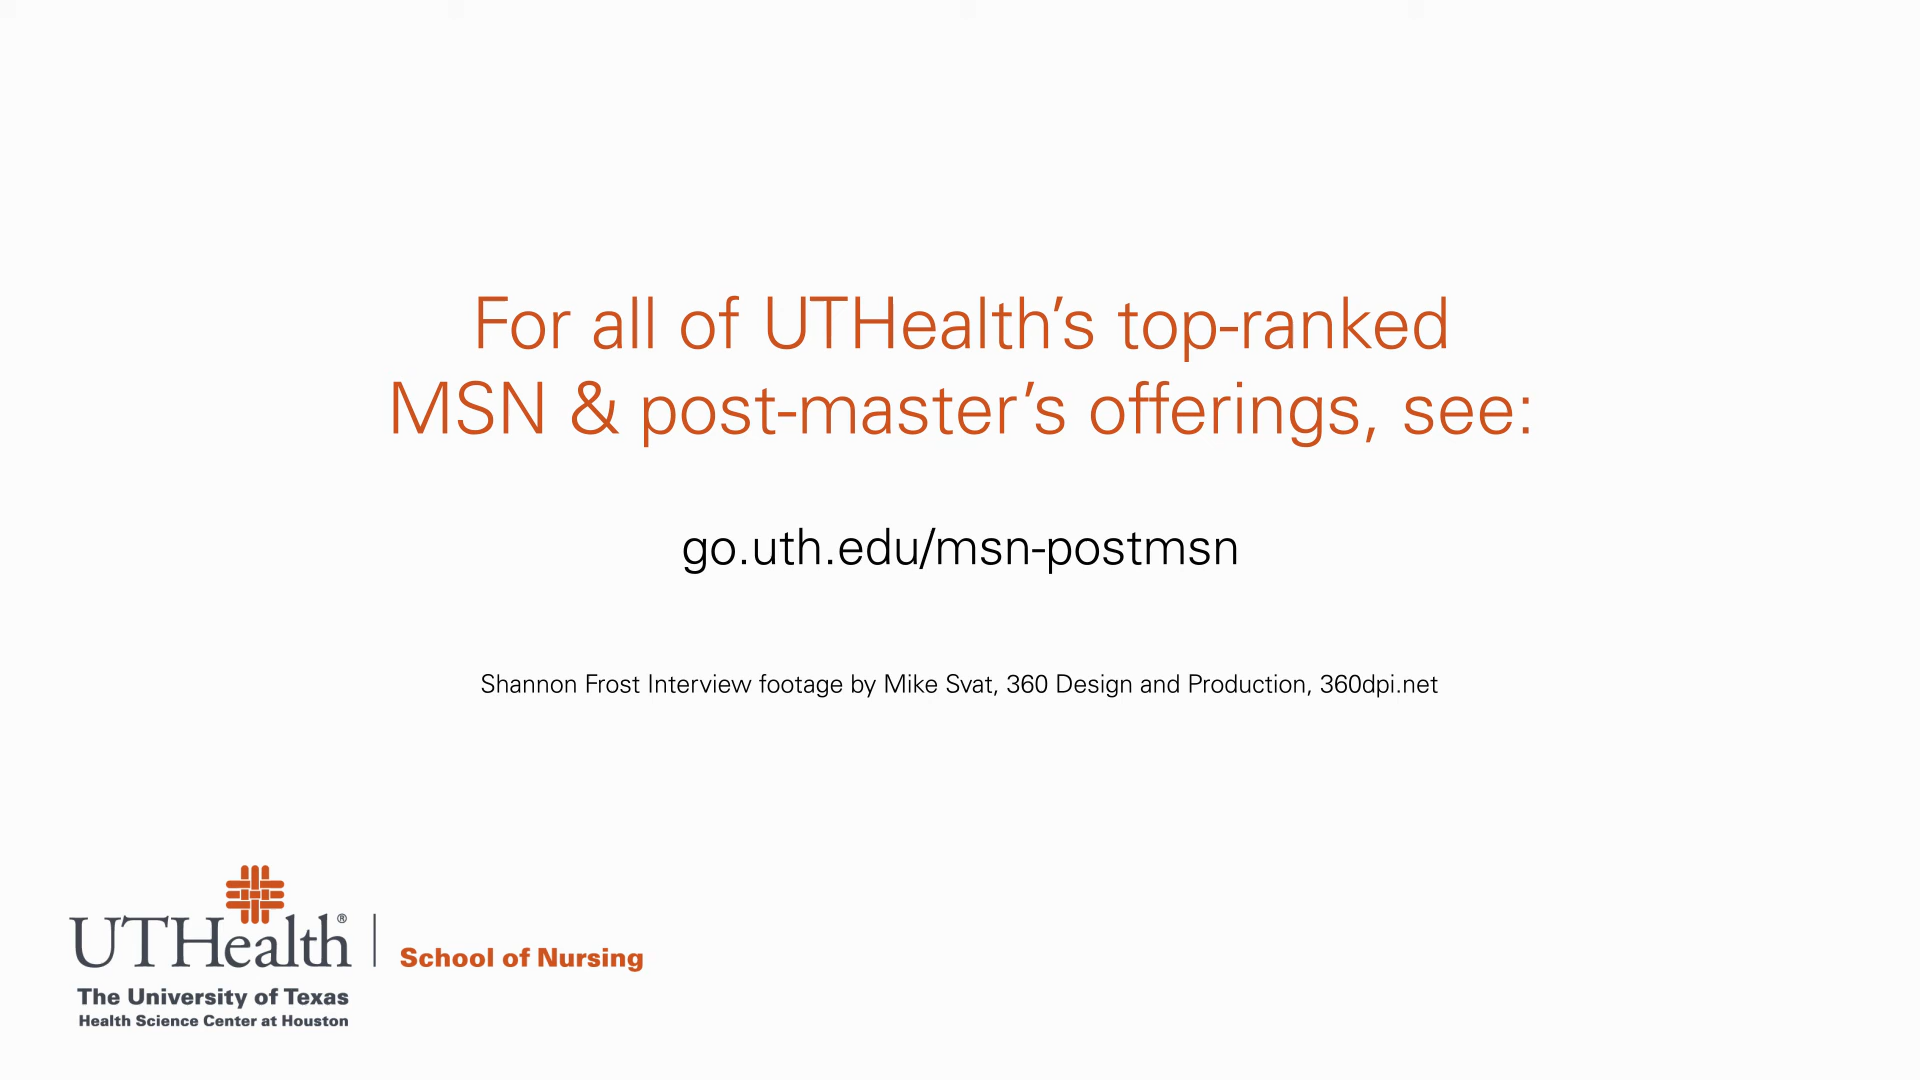 For all of UTHealth’s top-ranked
MSN & post-master’s offerings, see:
go.uth.edu/msn-postmsn
Shannon Frost Interview footage by Mike Svat, 360 Design and Production, 360dpi.net
UTHealth®
School of Nursing
The University of Texas
Health Science Center at Houston